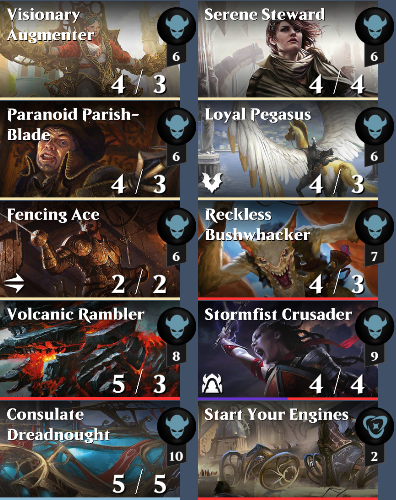 Visionary
Augmenter
6
4 / 3
Serene Steward
6
4 / 4
Paranoid Parish-
Blade
6
4 / 3
Loyal Pegasus
6
4 / 3
Fencing Ace
6
2 / 2
Reckless
Bushwhacker
7
4 / 3
Volcanic Rambler
8
5 / 3
Stormfist Crusader
9
4 / 4
Consulate
Dreadnought
10
5 / 5
Start Your Engines
2